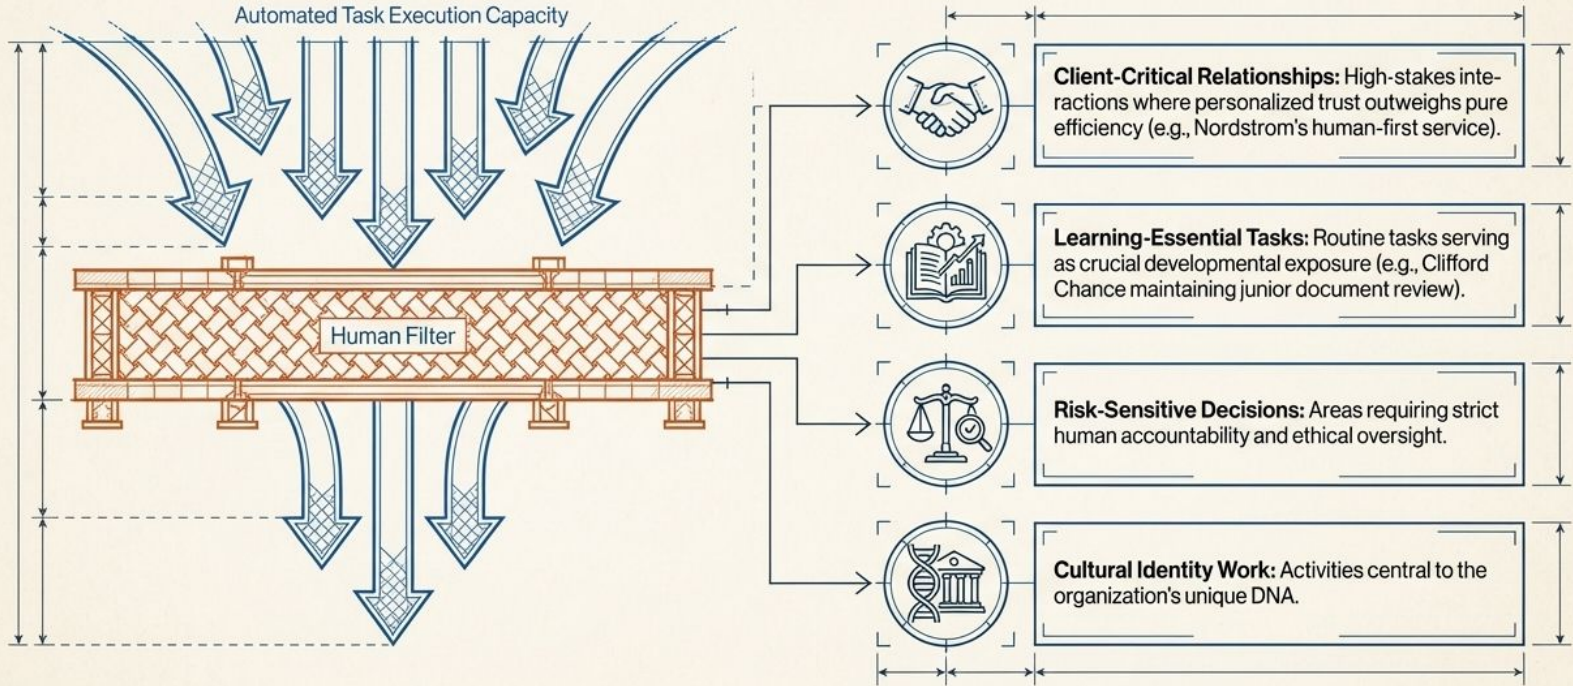 Automated Task Execution Capacity
Human Filter
Client-Critical Relationships: High-stakes inte-
ractions where personalized trust outweighs pure
efficiency (e.g., Nordstrom's human-first service).
Learning-Essential Tasks: Routine tasks serving
as crucial developmental exposure (e.g., Clifford
Chance maintaining junior document review).
Risk-Sensitive Decisions: Areas requiring strict
human accountability and ethical oversight.
Cultural Identity Work: Activities central to the
organization's unique DNA.